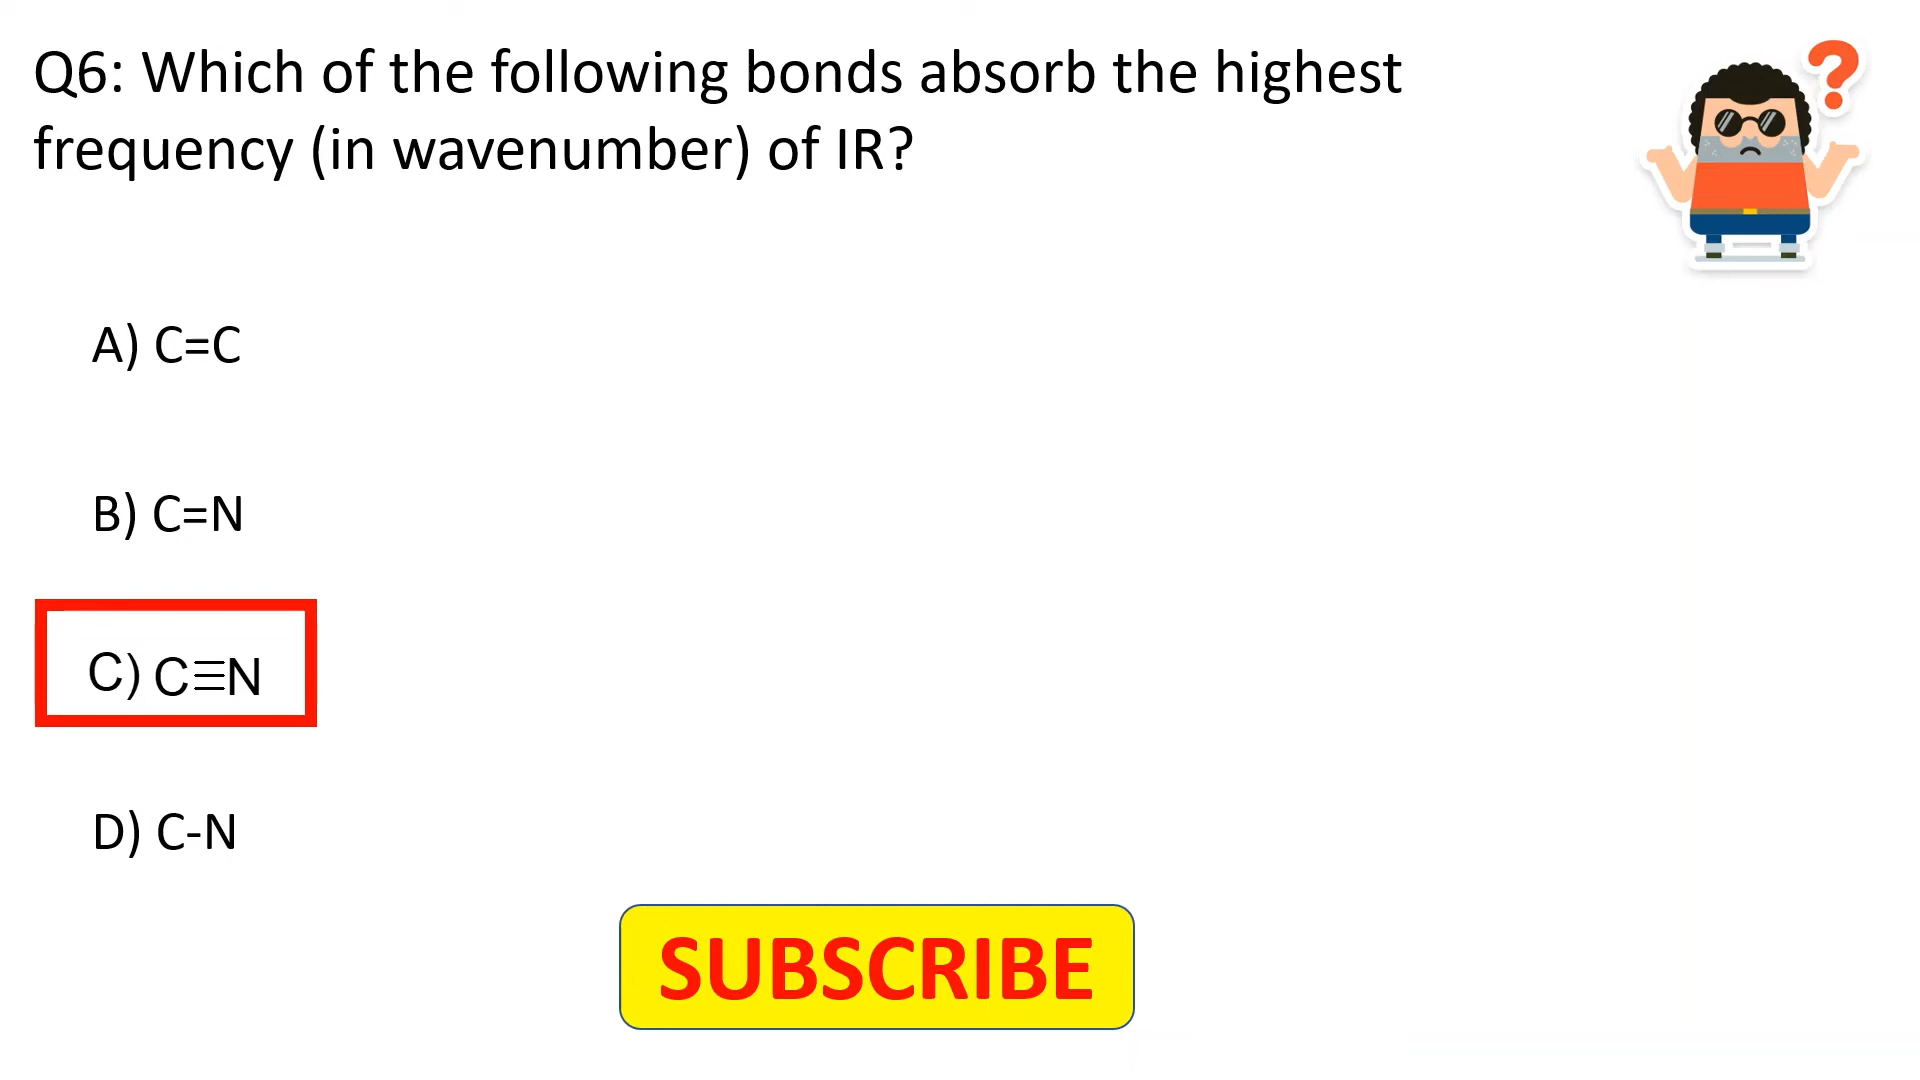 Q6: Which of the following bonds absorb the highest
frequency (in wavenumber) of IR?
?
A) C=C
B) C=N
C) C≡N
D) C-N
SUBSCRIBE